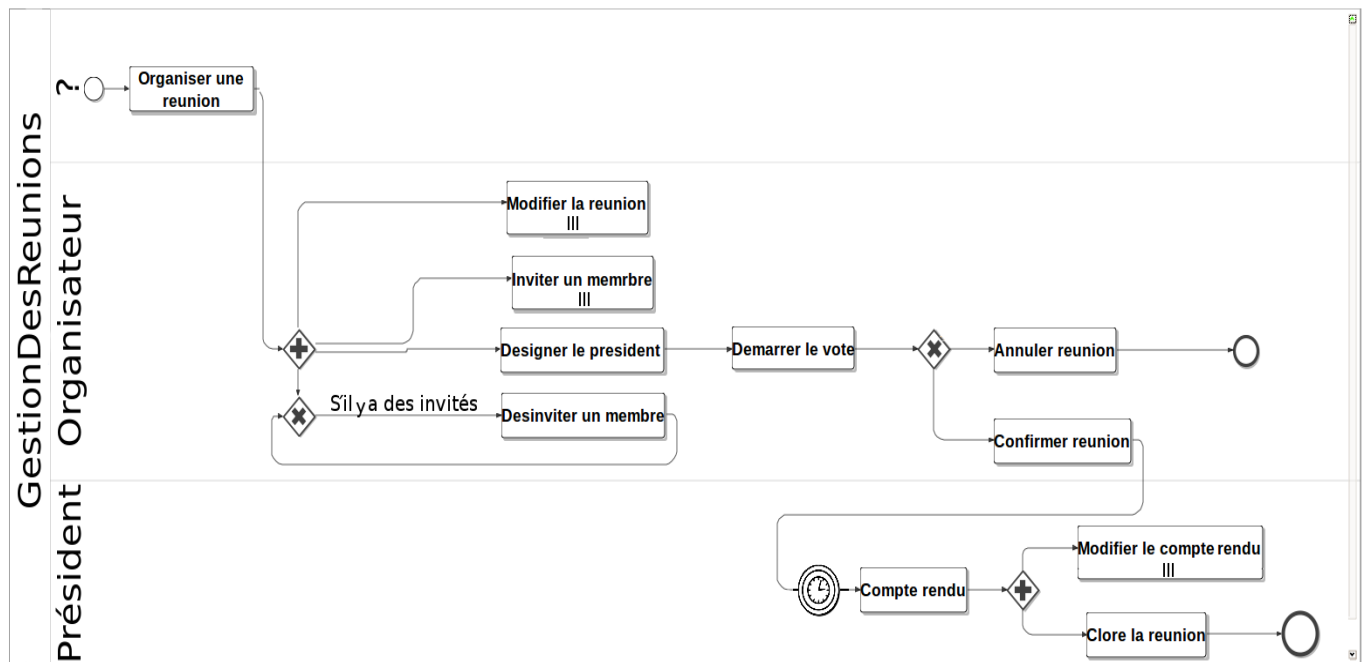 GestionDesReunions
?
Organiser une
reunion
Organisateur
Modifier la reunion
Inviter un memrbre
Designer le president
Demarrer le vote
Annuler reunion
S'il y a des invités
Desinviter un membre
Confirmer reunion
Président
Modifier le compte rendu
Compte rendu
Clore la reunion